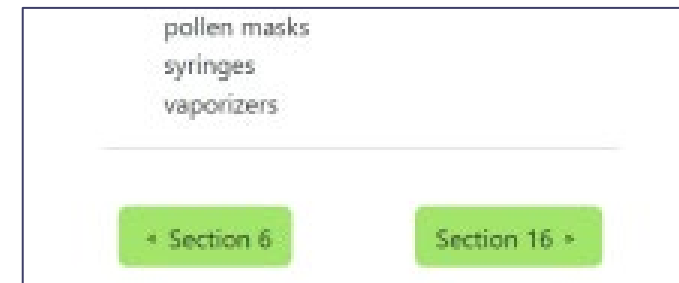 pollen masks
syringes
vaporizers
◂ Section 6
Section 16 ▸